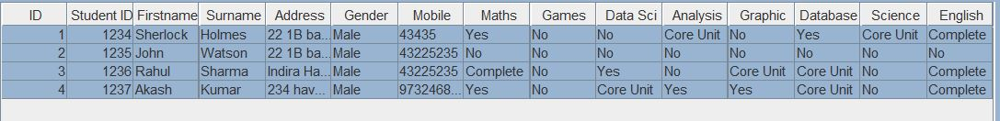 ID Student ID Firstname Surname Address Gender Mobile Maths Games Data Sci Analysis Graphic Database Science English
1 1234 Sherlock Holmes 22 1B ba... Male 43435 Yes No No Core Unit No Yes Core Unit Complete
2 1235 John Watson 22 1B ba... Male 43225235 No No No No No No No No
3 1236 Rahul Sharma Indira Ha... Male 43225235 Complete No Yes No Core Unit Core Unit No Complete
4 1237 Akash Kumar 234 hav... Male 9732468... Yes No Core Unit Yes Yes Core Unit No Complete